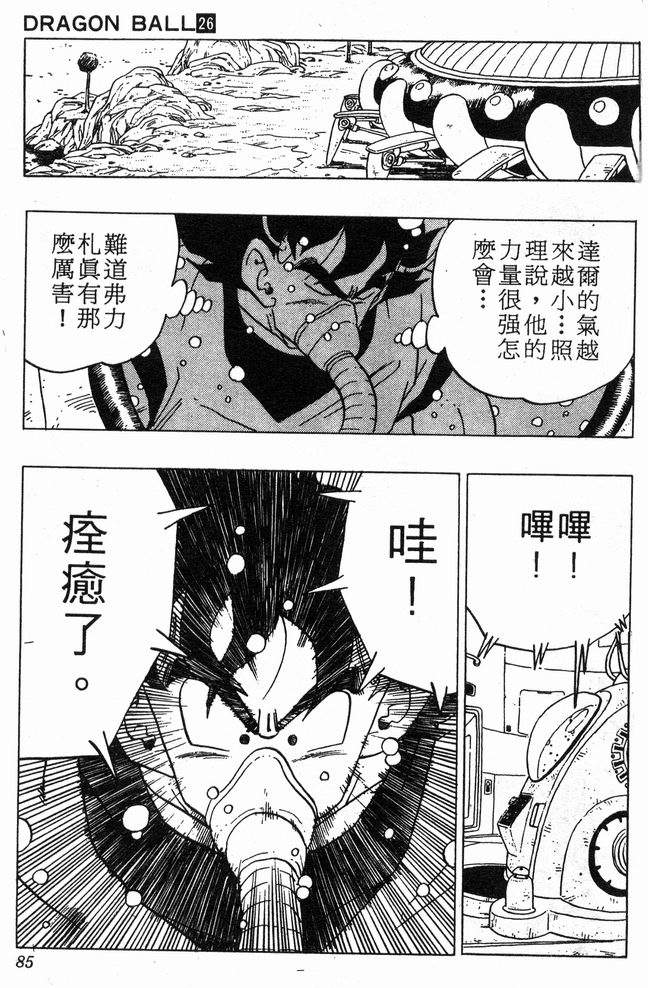 DRAGON BALL 26
達爾的氣越
來越小…照
理說，他的
力量很强怎
麼會…
難道弗力
札眞有那
麼厲害！
嗶！
嗶！
哇！
痊癒了。
85